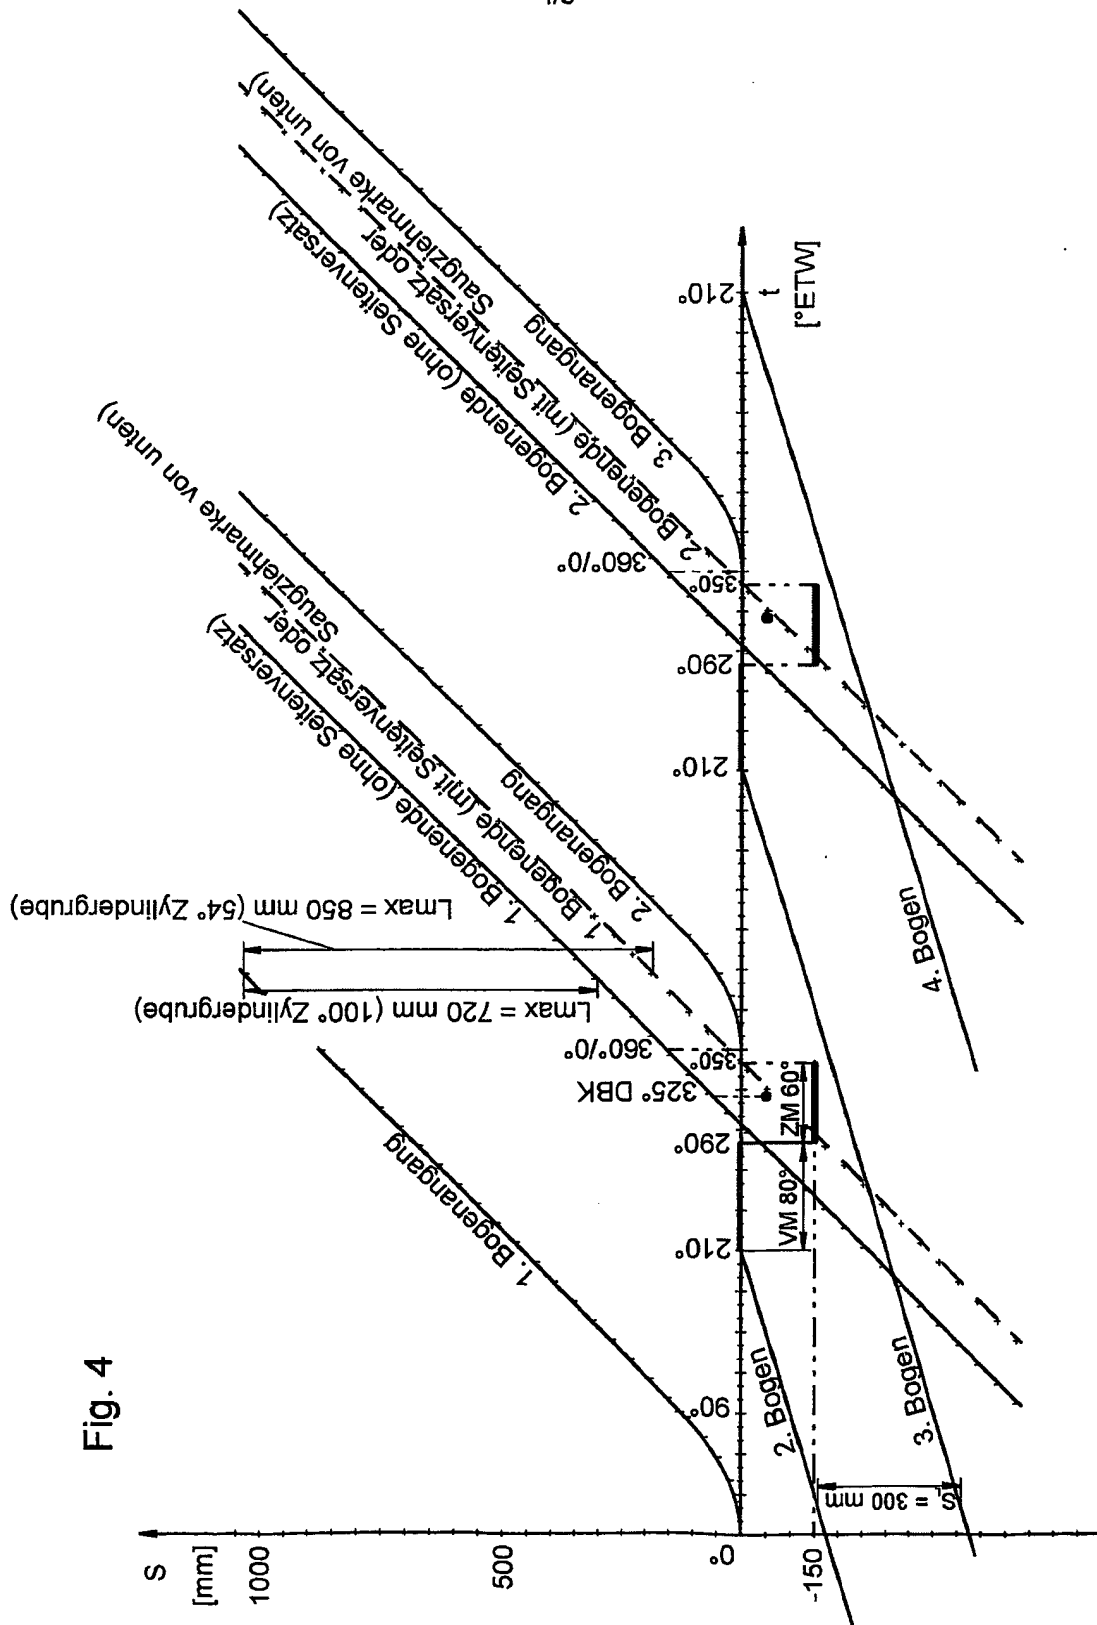 Fig. 4
S
[mm]
1000
500
0°
-150
90°
210°
290°
325° DBK
350°
360°/0°
210°
290°
350°
360°/0°
210°
t
[°ETW]
1. Bogenangang
1. Bogenende (ohne Seitenversatz)
1. Bogenende (mit Seitenversatz oder
Saugziehmarke von unten)
2. Bogenangang
2. Bogenende (ohne Seitenversatz)
2. Bogenende (mit Seitenversatz oder
Saugziehmarke von unten)
3. Bogenangang
Lmax = 720 mm (100° Zylindergrube)
Lmax = 850 mm (54° Zylindergrube)
VM 80°
ZM 60°
2. Bogen
3. Bogen
4. Bogen
= 300 mm